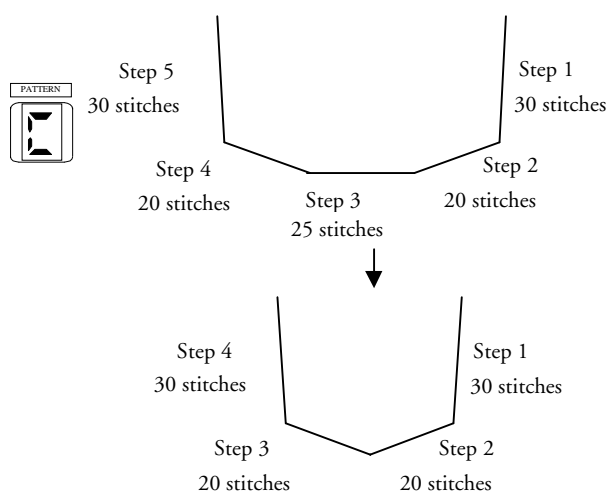 PATTERN
C
Step 5
30 stitches
Step 1
30 stitches
Step 4
20 stitches
Step 3
25 stitches
Step 2
20 stitches
Step 4
30 stitches
Step 1
30 stitches
Step 3
20 stitches
Step 2
20 stitches